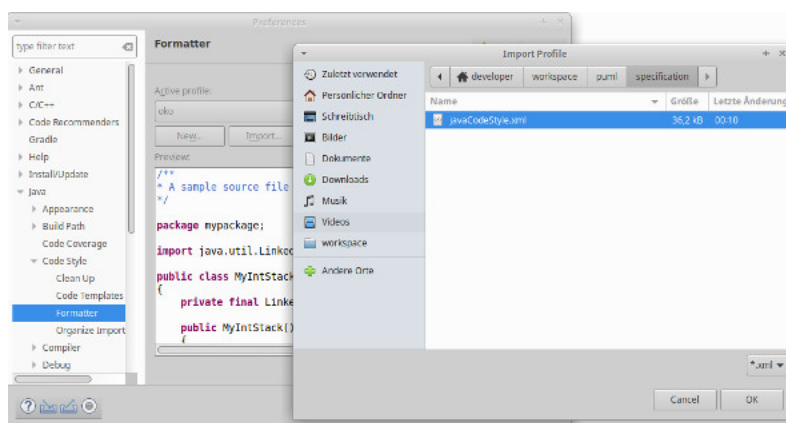 Preferences
type filter text
General
Ant
C/C++
Code Recommenders
Gradle
Help
Install/Update
Java
Appearance
Build Path
Code Coverage
Code Style
Clean Up
Code Templates
Formatter
Organize Import
Compiler
Debug
Formatter
Active profile:
oko
New...
Import...
Preview:
/**
* A sample source file
*/
package mypackage;
import java.util.Linked
public class MyIntStack
{
private final Linke
public MyIntStack()
{
Import Profile
Zuletzt verwendet
Persönlicher Ordner
Schreibtisch
Bilder
Dokumente
Downloads
Musik
Videos
workspace
Andere Orte
developer workspace puml specification
Name Größe Letzte Änderung
javaCodeStyle.xml 36,2 kB 00:10
*.xml
Cancel OK